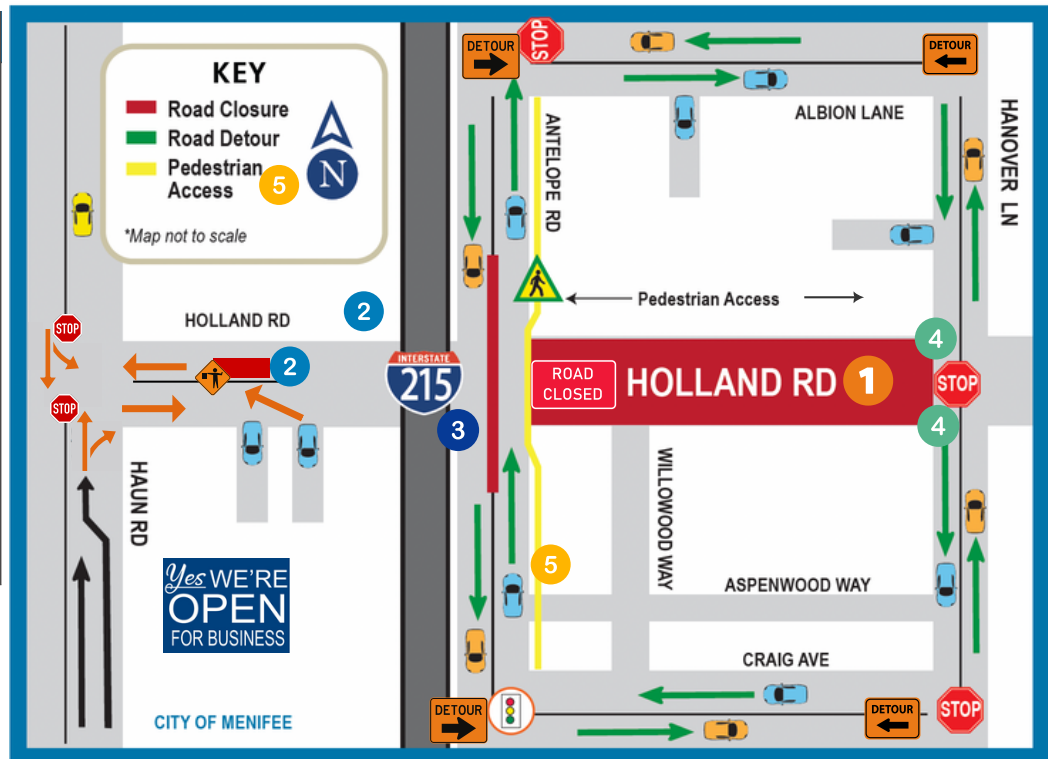 KEY
Road Closure
Road Detour
Pedestrian
Access
5
N
*Map not to scale
DETOUR
STOP
DETOUR
ALBION LANE
HANOVER LN
ANTELOPE RD
Pedestrian Access
HOLLAND RD
2
STOP
2
STOP
INTERSTATE
215
3
ROAD
CLOSED
HOLLAND RD
1
4
STOP
4
HAUN RD
WILLOWOOD WAY
5
ASPENWOOD WAY
Yes WE'RE
OPEN
FOR BUSINESS
CRAIG AVE
CITY OF MENIFEE
DETOUR
DETOUR
STOP